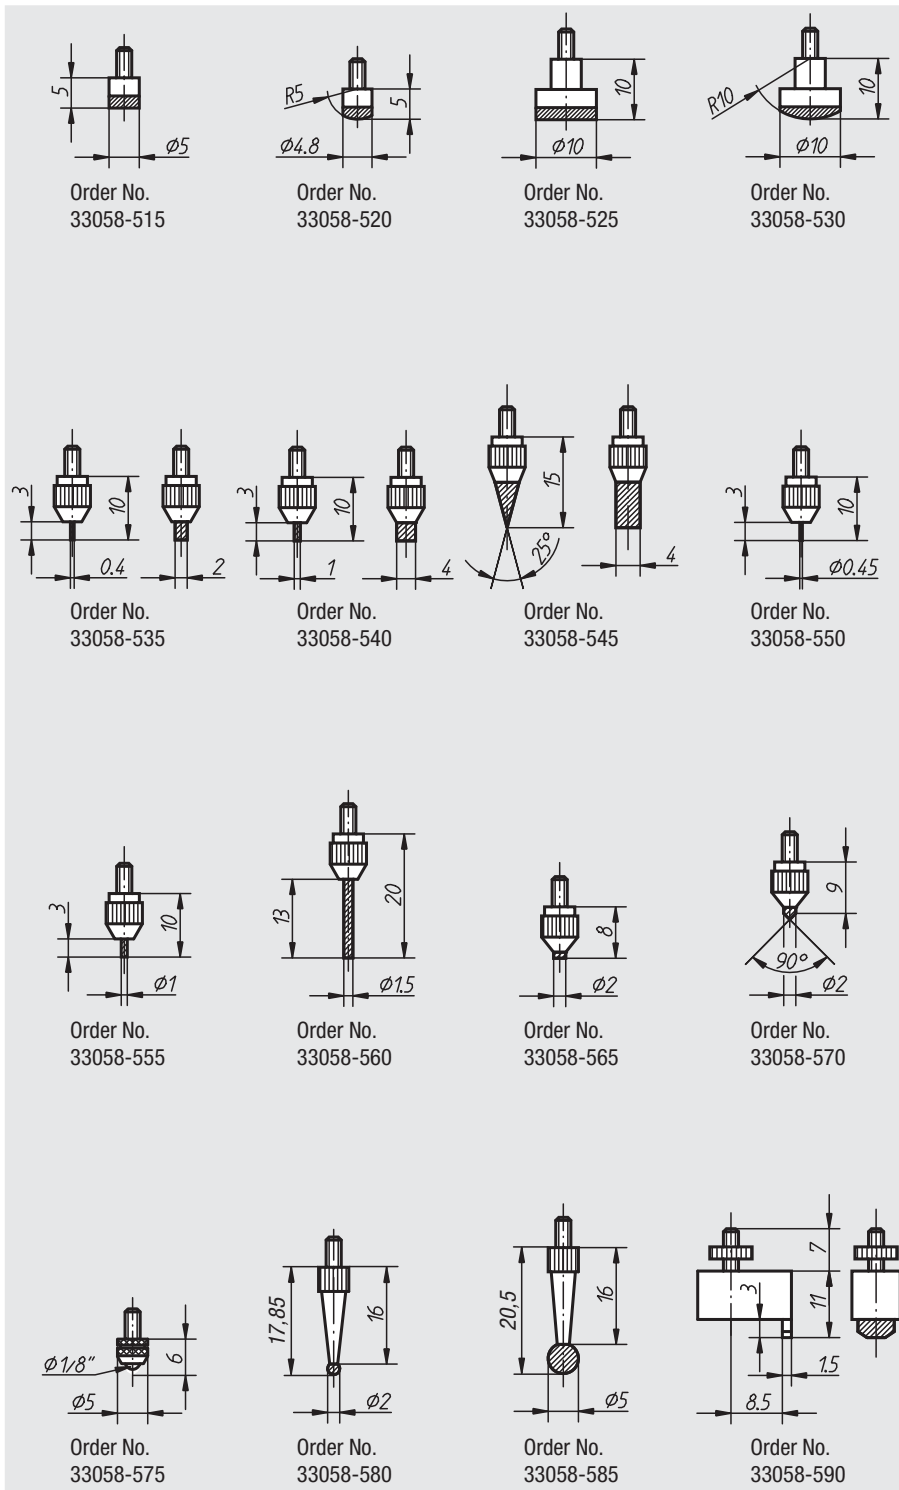 5
Ø5
Order No.
33058-515
R5
5
Ø4.8
Order No.
33058-520
10
Ø10
Order No.
33058-525
R10
10
Ø10
Order No.
33058-530
3
10
0.4
2
Order No.
33058-535
3
10
1
4
Order No.
33058-540
15
25°
4
Order No.
33058-545
3
10
Ø0.45
Order No.
33058-550
3
10
Ø1
Order No.
33058-555
13
20
Ø1.5
Order No.
33058-560
8
Ø2
Order No.
33058-565
9
90°
Ø2
Order No.
33058-570
Ø1/8"
6
Ø5
Order No.
33058-575
17,85
16
Ø2
Order No.
33058-580
20,5
16
Ø5
Order No.
33058-585
7
3
11
1.5
8.5
Order No.
33058-590